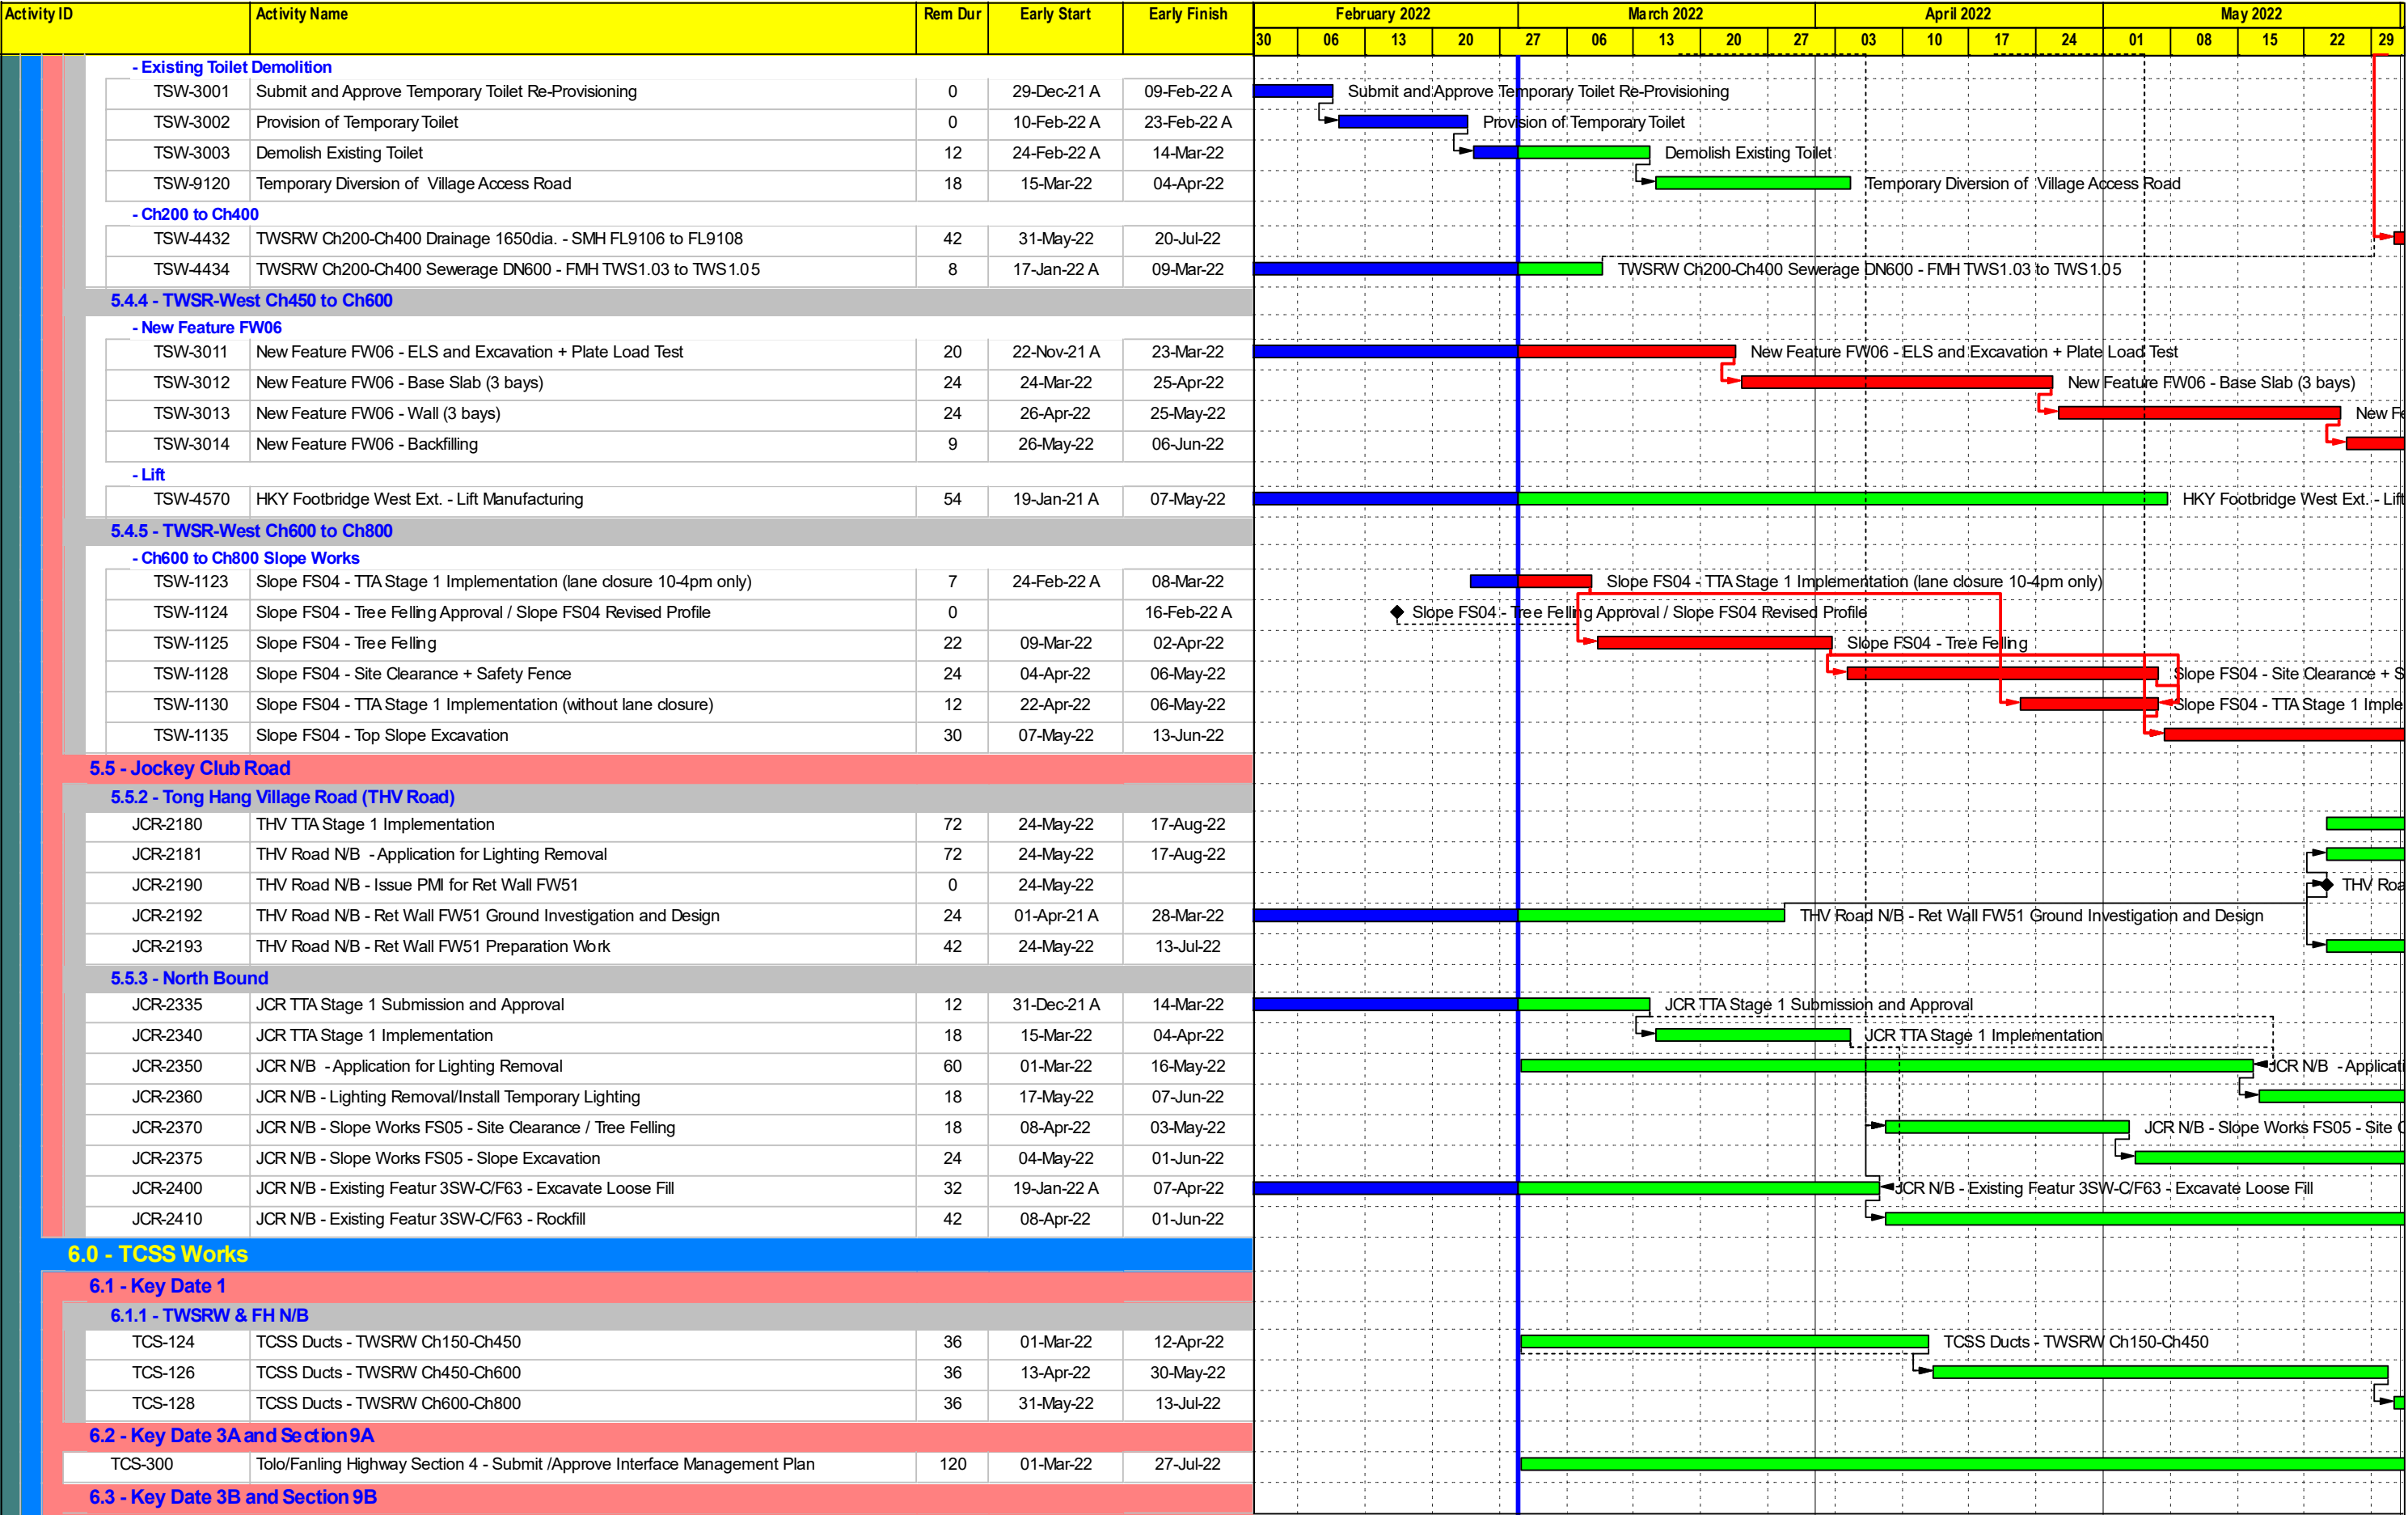 Activity ID Activity Name Rem Dur Early Start Early Finish February 2022 March 2022 April 2022 May 2022
30 06 13 20 27 06 13 20 27 03 10 17 24 01 08 15 22 29
- Existing Toilet Demolition
TSW-3001 Submit and Approve Temporary Toilet Re-Provisioning 0 29-Dec-21 A 09-Feb-22 A Submit and Approve Temporary Toilet Re-Provisioning
TSW-3002 Provision of Temporary Toilet 0 10-Feb-22 A 23-Feb-22 A Provision of Temporary Toilet
TSW-3003 Demolish Existing Toilet 12 24-Feb-22 A 14-Mar-22 Demolish Existing Toilet
TSW-9120 Temporary Diversion of Village Access Road 18 15-Mar-22 04-Apr-22 Temporary Diversion of Village Access Road
- Ch200 to Ch400
TSW-4432 TWSRW Ch200-Ch400 Drainage 1650dia. - SMH FL9106 to FL9108 42 31-May-22 20-Jul-22
TSW-4434 TWSRW Ch200-Ch400 Sewerage DN600 - FMH TWS1.03 to TWS1.05 8 17-Jan-22 A 09-Mar-22 TWSRW Ch200-Ch400 Sewerage DN600 - FMH TWS1.03 to TWS1.05
5.4.4 - TWSR-West Ch450 to Ch600
- New Feature FW06
TSW-3011 New Feature FW06 - ELS and Excavation + Plate Load Test 20 22-Nov-21 A 23-Mar-22 New Feature FW06 - ELS and Excavation + Plate Load Test
TSW-3012 New Feature FW06 - Base Slab (3 bays) 24 24-Mar-22 25-Apr-22 New Feature FW06 - Base Slab (3 bays)
TSW-3013 New Feature FW06 - Wall (3 bays) 24 26-Apr-22 25-May-22 New Fe
TSW-3014 New Feature FW06 - Backfilling 9 26-May-22 06-Jun-22
- Lift
TSW-4570 HKY Footbridge West Ext. - Lift Manufacturing 54 19-Jan-21 A 07-May-22 HKY Footbridge West Ext. - Lift
5.4.5 - TWSR-West Ch600 to Ch800
- Ch600 to Ch800 Slope Works
TSW-1123 Slope FS04 - TTA Stage 1 Implementation (lane closure 10-4pm only) 7 24-Feb-22 A 08-Mar-22 Slope FS04 - TTA Stage 1 Implementation (lane closure 10-4pm only)
TSW-1124 Slope FS04 - Tree Felling Approval / Slope FS04 Revised Profile 0 16-Feb-22 A Slope FS04 - Tree Felling Approval / Slope FS04 Revised Profile
TSW-1125 Slope FS04 - Tree Felling 22 09-Mar-22 02-Apr-22 Slope FS04 - Tree Felling
TSW-1128 Slope FS04 - Site Clearance + Safety Fence 24 04-Apr-22 06-May-22 Slope FS04 - Site Clearance + S
TSW-1130 Slope FS04 - TTA Stage 1 Implementation (without lane closure) 12 22-Apr-22 06-May-22 Slope FS04 - TTA Stage 1 Imple
TSW-1135 Slope FS04 - Top Slope Excavation 30 07-May-22 13-Jun-22
5.5 - Jockey Club Road
5.5.2 - Tong Hang Village Road (THV Road)
JCR-2180 THV TTA Stage 1 Implementation 72 24-May-22 17-Aug-22
JCR-2181 THV Road N/B - Application for Lighting Removal 72 24-May-22 17-Aug-22
JCR-2190 THV Road N/B - Issue PMI for Ret Wall FW51 0 24-May-22 THV Roa
JCR-2192 THV Road N/B - Ret Wall FW51 Ground Investigation and Design 24 01-Apr-21 A 28-Mar-22 THV Road N/B - Ret Wall FW51 Ground Investigation and Design
JCR-2193 THV Road N/B - Ret Wall FW51 Preparation Work 42 24-May-22 13-Jul-22
5.5.3 - North Bound
JCR-2335 JCR TTA Stage 1 Submission and Approval 12 31-Dec-21 A 14-Mar-22 JCR TTA Stage 1 Submission and Approval
JCR-2340 JCR TTA Stage 1 Implementation 18 15-Mar-22 04-Apr-22 JCR TTA Stage 1 Implementation
JCR-2350 JCR N/B - Application for Lighting Removal 60 01-Mar-22 16-May-22 JCR N/B - Applicati
JCR-2360 JCR N/B - Lighting Removal/Install Temporary Lighting 18 17-May-22 07-Jun-22
JCR-2370 JCR N/B - Slope Works FS05 - Site Clearance / Tree Felling 18 08-Apr-22 03-May-22 JCR N/B - Slope Works FS05 - Site C
JCR-2375 JCR N/B - Slope Works FS05 - Slope Excavation 24 04-May-22 01-Jun-22
JCR-2400 JCR N/B - Existing Featur 3SW-C/F63 - Excavate Loose Fill 32 19-Jan-22 A 07-Apr-22 JCR N/B - Existing Featur 3SW-C/F63 - Excavate Loose Fill
JCR-2410 JCR N/B - Existing Featur 3SW-C/F63 - Rockfill 42 08-Apr-22 01-Jun-22
6.0 - TCSS Works
6.1 - Key Date 1
6.1.1 - TWSRW & FH N/B
TCS-124 TCSS Ducts - TWSRW Ch150-Ch450 36 01-Mar-22 12-Apr-22 TCSS Ducts - TWSRW Ch150-Ch450
TCS-126 TCSS Ducts - TWSRW Ch450-Ch600 36 13-Apr-22 30-May-22
TCS-128 TCSS Ducts - TWSRW Ch600-Ch800 36 31-May-22 13-Jul-22
6.2 - Key Date 3A and Section 9A
TCS-300 Tolo/Fanling Highway Section 4 - Submit /Approve Interface Management Plan 120 01-Mar-22 27-Jul-22
6.3 - Key Date 3B and Section 9B